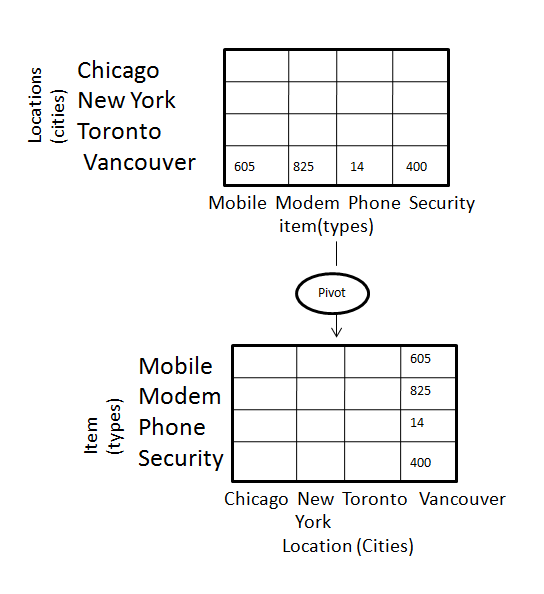 Locations
(cities)
Chicago
New York
Toronto
Vancouver
605 825 14 400
Mobile Modem Phone Security
item(types)
Pivot
Item
(types)
Mobile 605
Modem 825
Phone 14
Security 400
Chicago New Toronto Vancouver
York
Location (Cities)